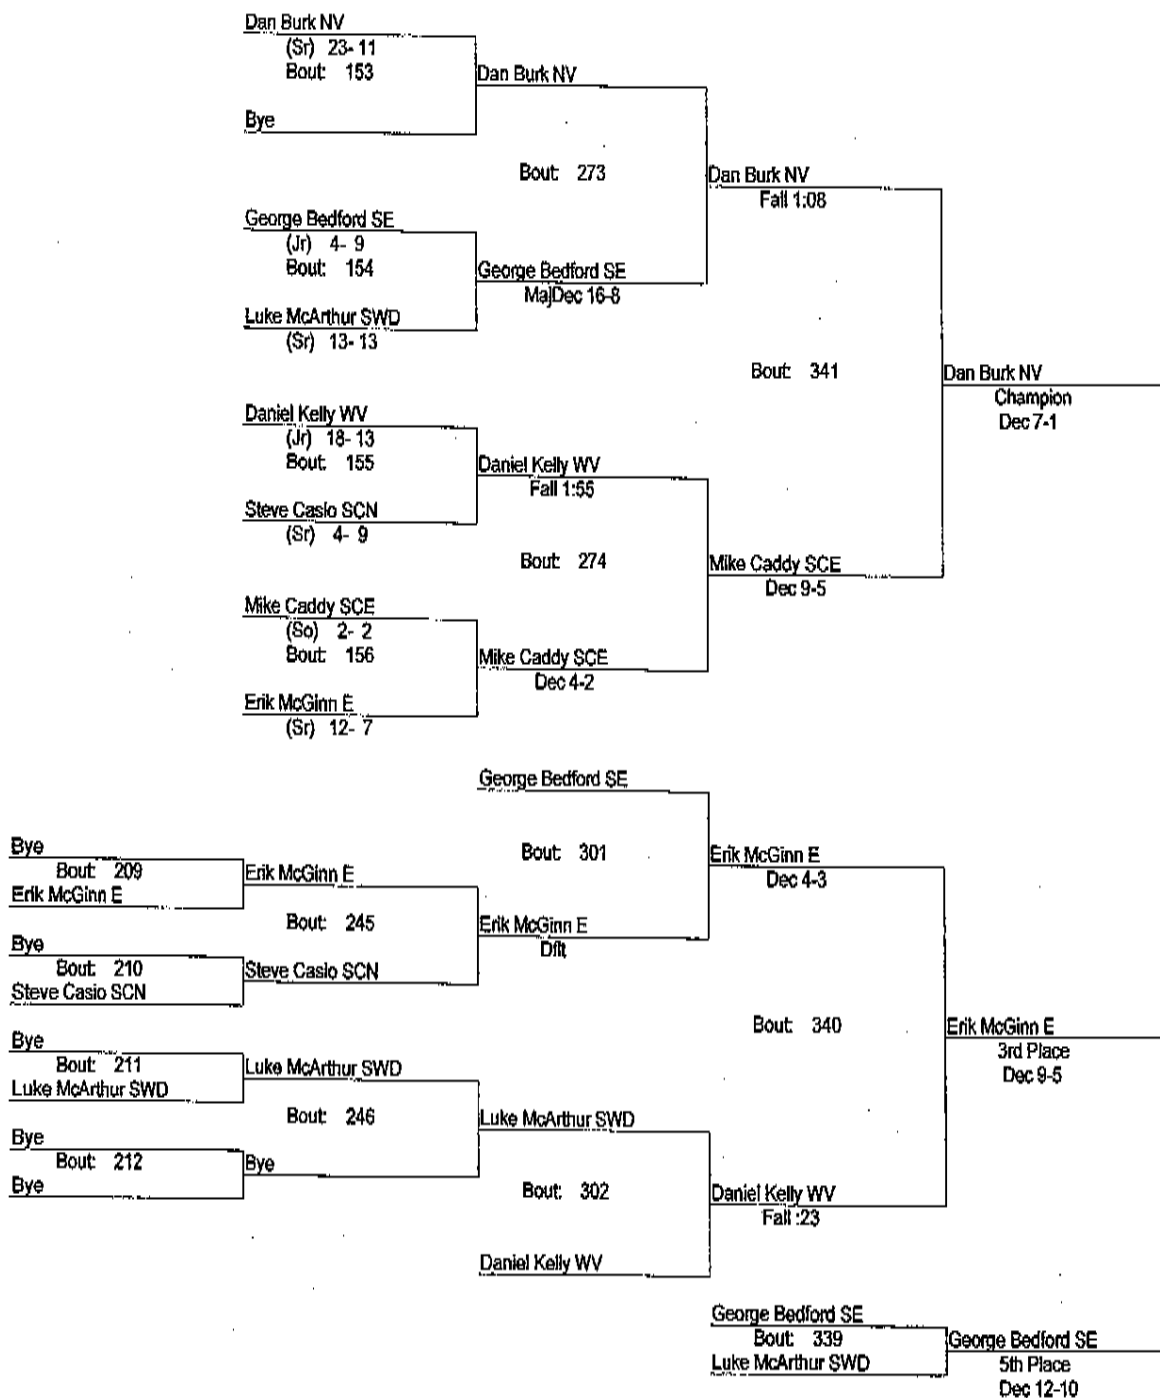 Dan Burk NV
(Sr) 23- 11
Bout: 153
Dan Burk NV
Bye
Bout: 273
Dan Burk NV
Fall 1:08
George Bedford SE
(Jr) 4- 9
Bout: 154
George Bedford SE
MajDec 16-8
Luke McArthur SWD
(Sr) 13- 13
Bout: 341
Dan Burk NV
Champion
Dec 7-1
Daniel Kelly WV
(Jr) 18- 13
Bout: 155
Daniel Kelly WV
Fall 1:55
Steve Casio SCN
(Sr) 4- 9
Bout: 274
Mike Caddy SCE
Dec 9-5
Mike Caddy SCE
(So) 2- 2
Bout: 156
Mike Caddy SCE
Dec 4-2
Erik McGinn E
(Sr) 12- 7
George Bedford SE
Bye
Bout: 209
Erik McGinn E
Erik McGinn E
Bout: 301
Erik McGinn E
Dec 4-3
Bout: 245
Erik McGinn E
Dflt
Bye
Bout: 210
Steve Casio SCN
Steve Casio SCN
Bout: 340
Erik McGinn E
3rd Place
Dec 9-5
Bye
Bout: 211
Luke McArthur SWD
Luke McArthur SWD
Bout: 246
Luke McArthur SWD
Bye
Bout: 212
Bye
Bye
Bout: 302
Daniel Kelly WV
Fall :23
Daniel Kelly WV
George Bedford SE
Bout: 339
Luke McArthur SWD
George Bedford SE
5th Place
Dec 12-10